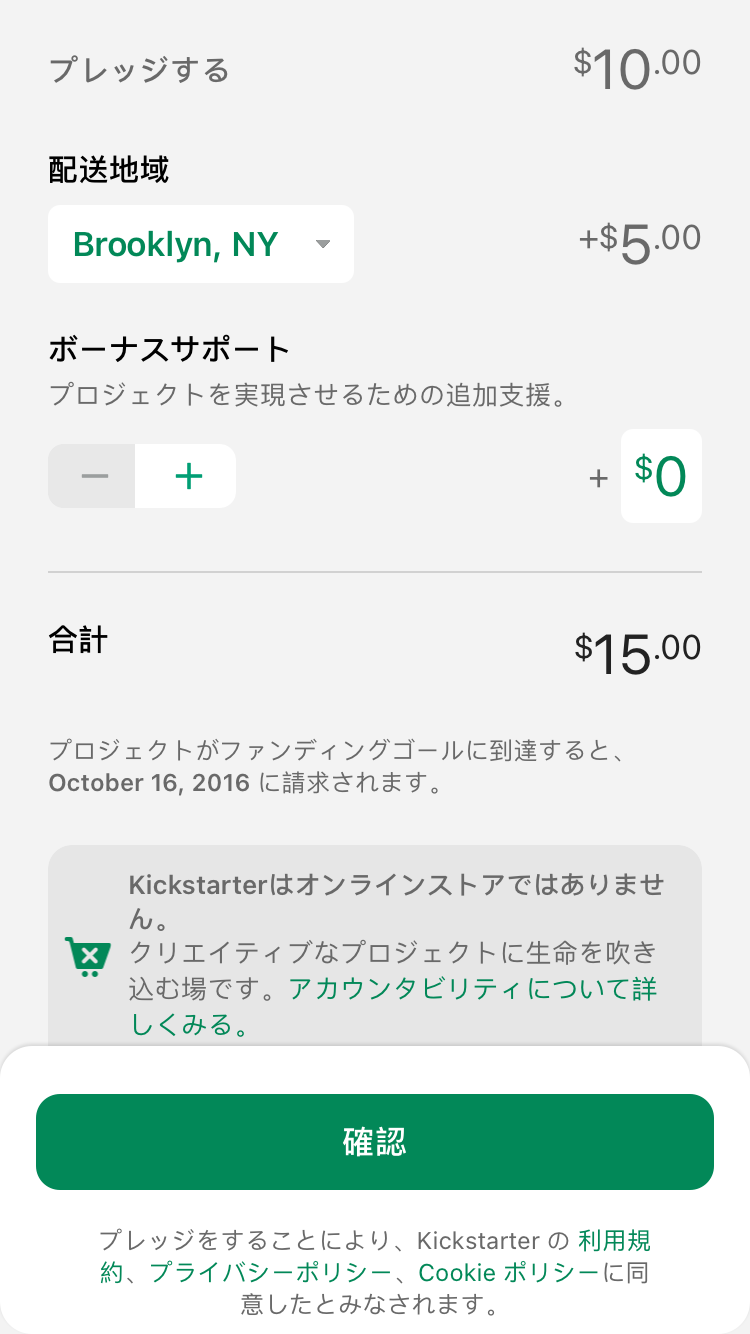 プレッジする $10.00
配送地域
Brooklyn, NY +$5.00
ボーナスサポート
プロジェクトを実現させるための追加支援。
− + + $0
合計 $15.00
プロジェクトがファンディングゴールに到達すると、
October 16, 2016 に請求されます。
Kickstarterはオンラインストアではありませ
ん。
クリエイティブなプロジェクトに生命を吹き
込む場です。アカウンタビリティについて詳
しくみる。
確認
プレッジをすることにより、Kickstarter の 利用規
約、プライバシーポリシー、Cookie ポリシーに同
意したとみなされます。